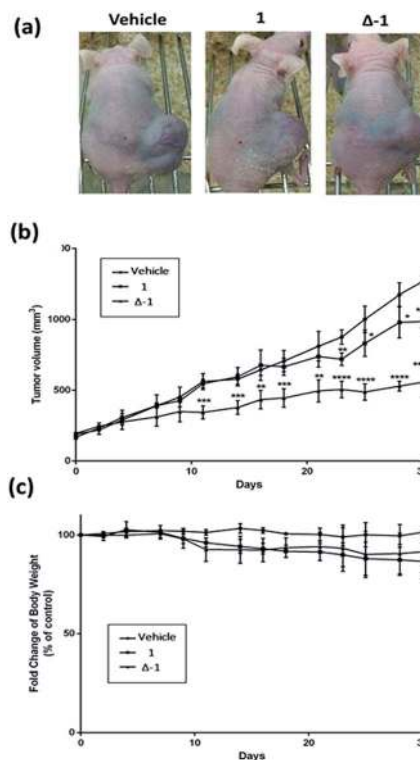 (a)
Vehicle 1 Δ-1
(b)
Vehicle
1
Δ-1
Tumor volume (mm³)
1000
500
0
** * * *
*** *** ** *** ** **** **** **** **
0 10 20
Days
(c)
Fold Change of Body Weight
(% of control)
100
50
0
Vehicle
1
Δ-1
0 10 20
Days